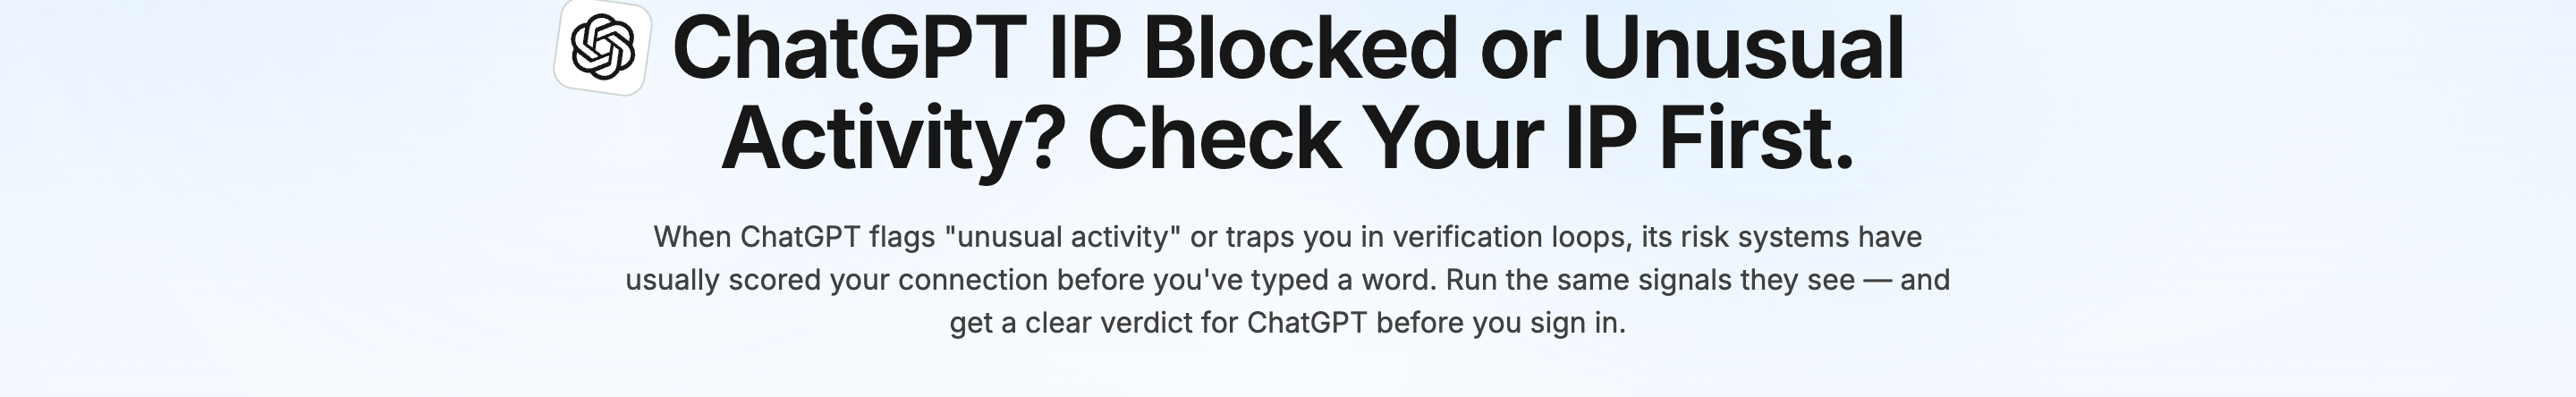 ChatGPT IP Blocked or Unusual
Activity? Check Your IP First.
When ChatGPT flags "unusual activity" or traps you in verification loops, its risk systems have
usually scored your connection before you've typed a word. Run the same signals they see — and
get a clear verdict for ChatGPT before you sign in.